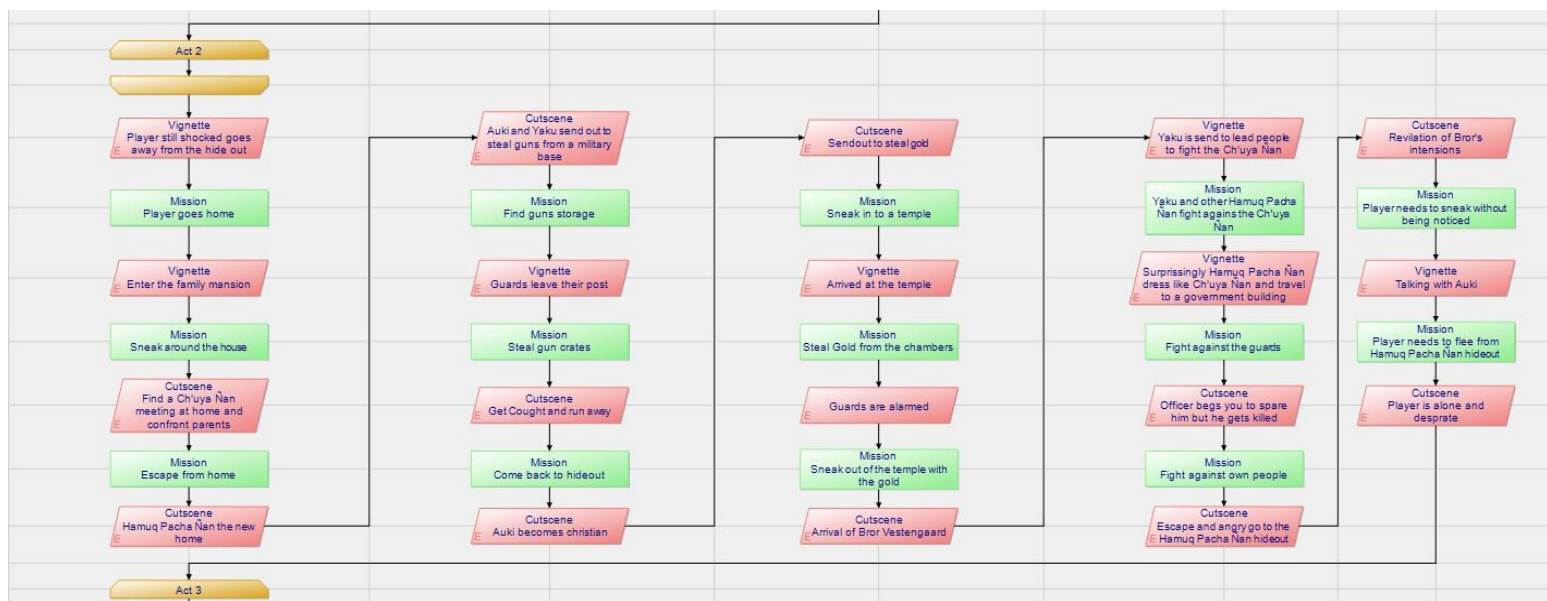 Act 2
Vignette
Player still shocked goes
away from the hide out
E
Mission
Player goes home
Vignette
Enter the family mansion
E
Mission
Sneak around the house
Cutscene
Find a Ch'uya Ñan
meeting at home and
confront parents
E
Mission
Escape from home
Cutscene
Hamuq Pacha Ñan the new
home
E
Cutscene
Auki and Yaku send out to
steal guns from a military
base
E
Mission
Find guns storage
Vignette
Guards leave their post
E
Mission
Steal gun crates
Cutscene
Get Cought and run away
E
Mission
Come back to hideout
Cutscene
Auki becomes christian
E
Cutscene
Sendout to steal gold
E
Mission
Sneak in to a temple
Vignette
Arrived at the temple
E
Mission
Steal Gold from the chambers
Guards are alarmed
E
Mission
Sneak out of the temple with
the gold
Cutscene
Arrival of Bror Vestengaard
E
Vignette
Yaku is send to lead people
to fight the Ch'uya Ñan
E
Mission
Yaku and other Hamuq Pacha
Ñan fight agains the Ch'uya
Ñan
Vignette
Surprissingly Hamuq Pacha Ñan
dress like Ch'uya Ñan and travel
to a government building
E
Mission
Fight against the guards
Cutscene
Officer begs you to spare
him but he gets killed
E
Mission
Fight against own people
Cutscene
Escape and angry go to the
Hamuq Pacha Ñan hideout
E
Cutscene
Revilation of Bror's
intensions
E
Mission
Player needs to sneak without
being noticed
Vignette
Talking with Auki
E
Mission
Player needs to flee from
Hamuq Pacha Ñan hideout
Cutscene
Player is alone and
desprate
E
Act 3